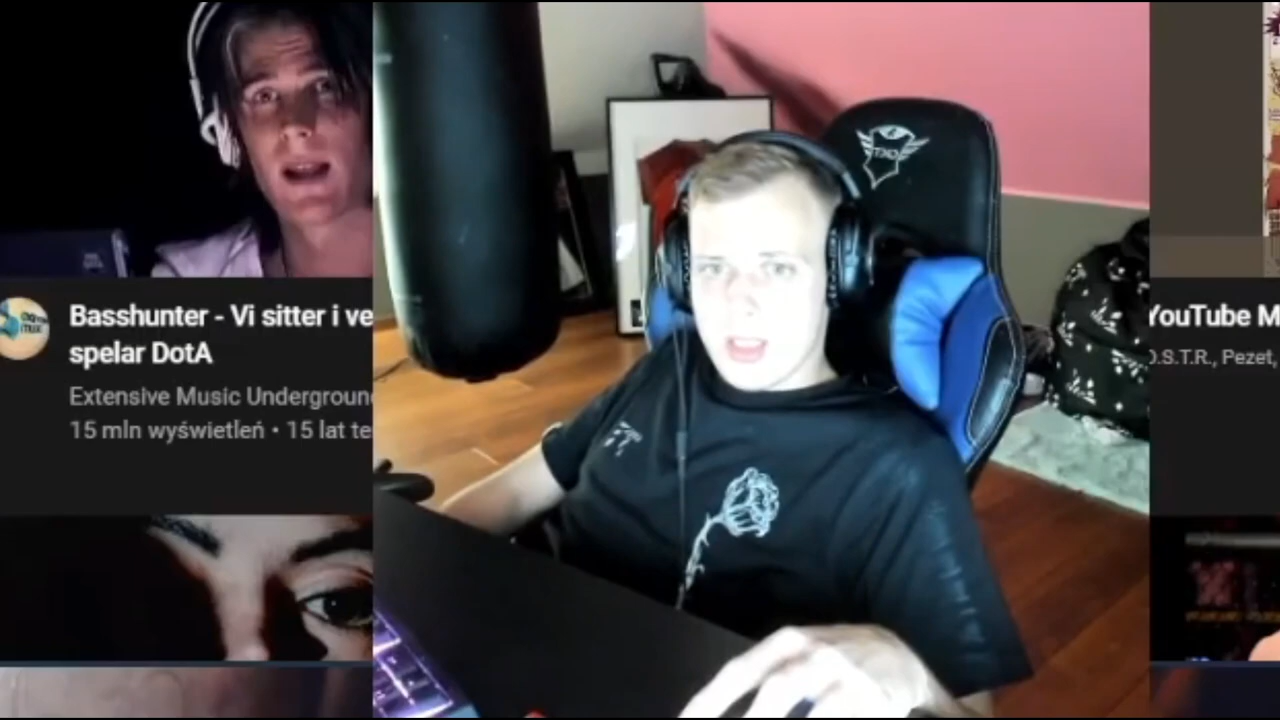 Basshunter - Vi sitter i ve
spelar DotA
Extensive Music Undergroun
15 mln wyświetleń • 15 lat te
YouTube M
O.S.T.R., Pezet,